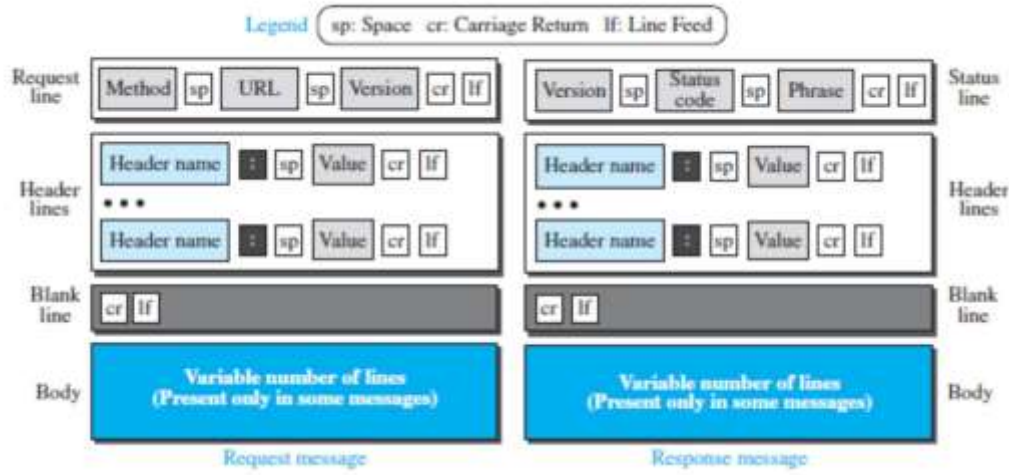 Legend sp: Space cr: Carriage Return lf: Line Feed
Request line
Method sp URL sp Version cr lf
Header lines
Header name : sp Value cr lf
• • •
Header name : sp Value cr lf
Blank line
cr lf
Body
Variable number of lines
(Present only in some messages)
Request message
Version sp Status code sp Phrase cr lf
Status line
Header name : sp Value cr lf
• • •
Header name : sp Value cr lf
Header lines
cr lf
Blank line
Variable number of lines
(Present only in some messages)
Body
Response message